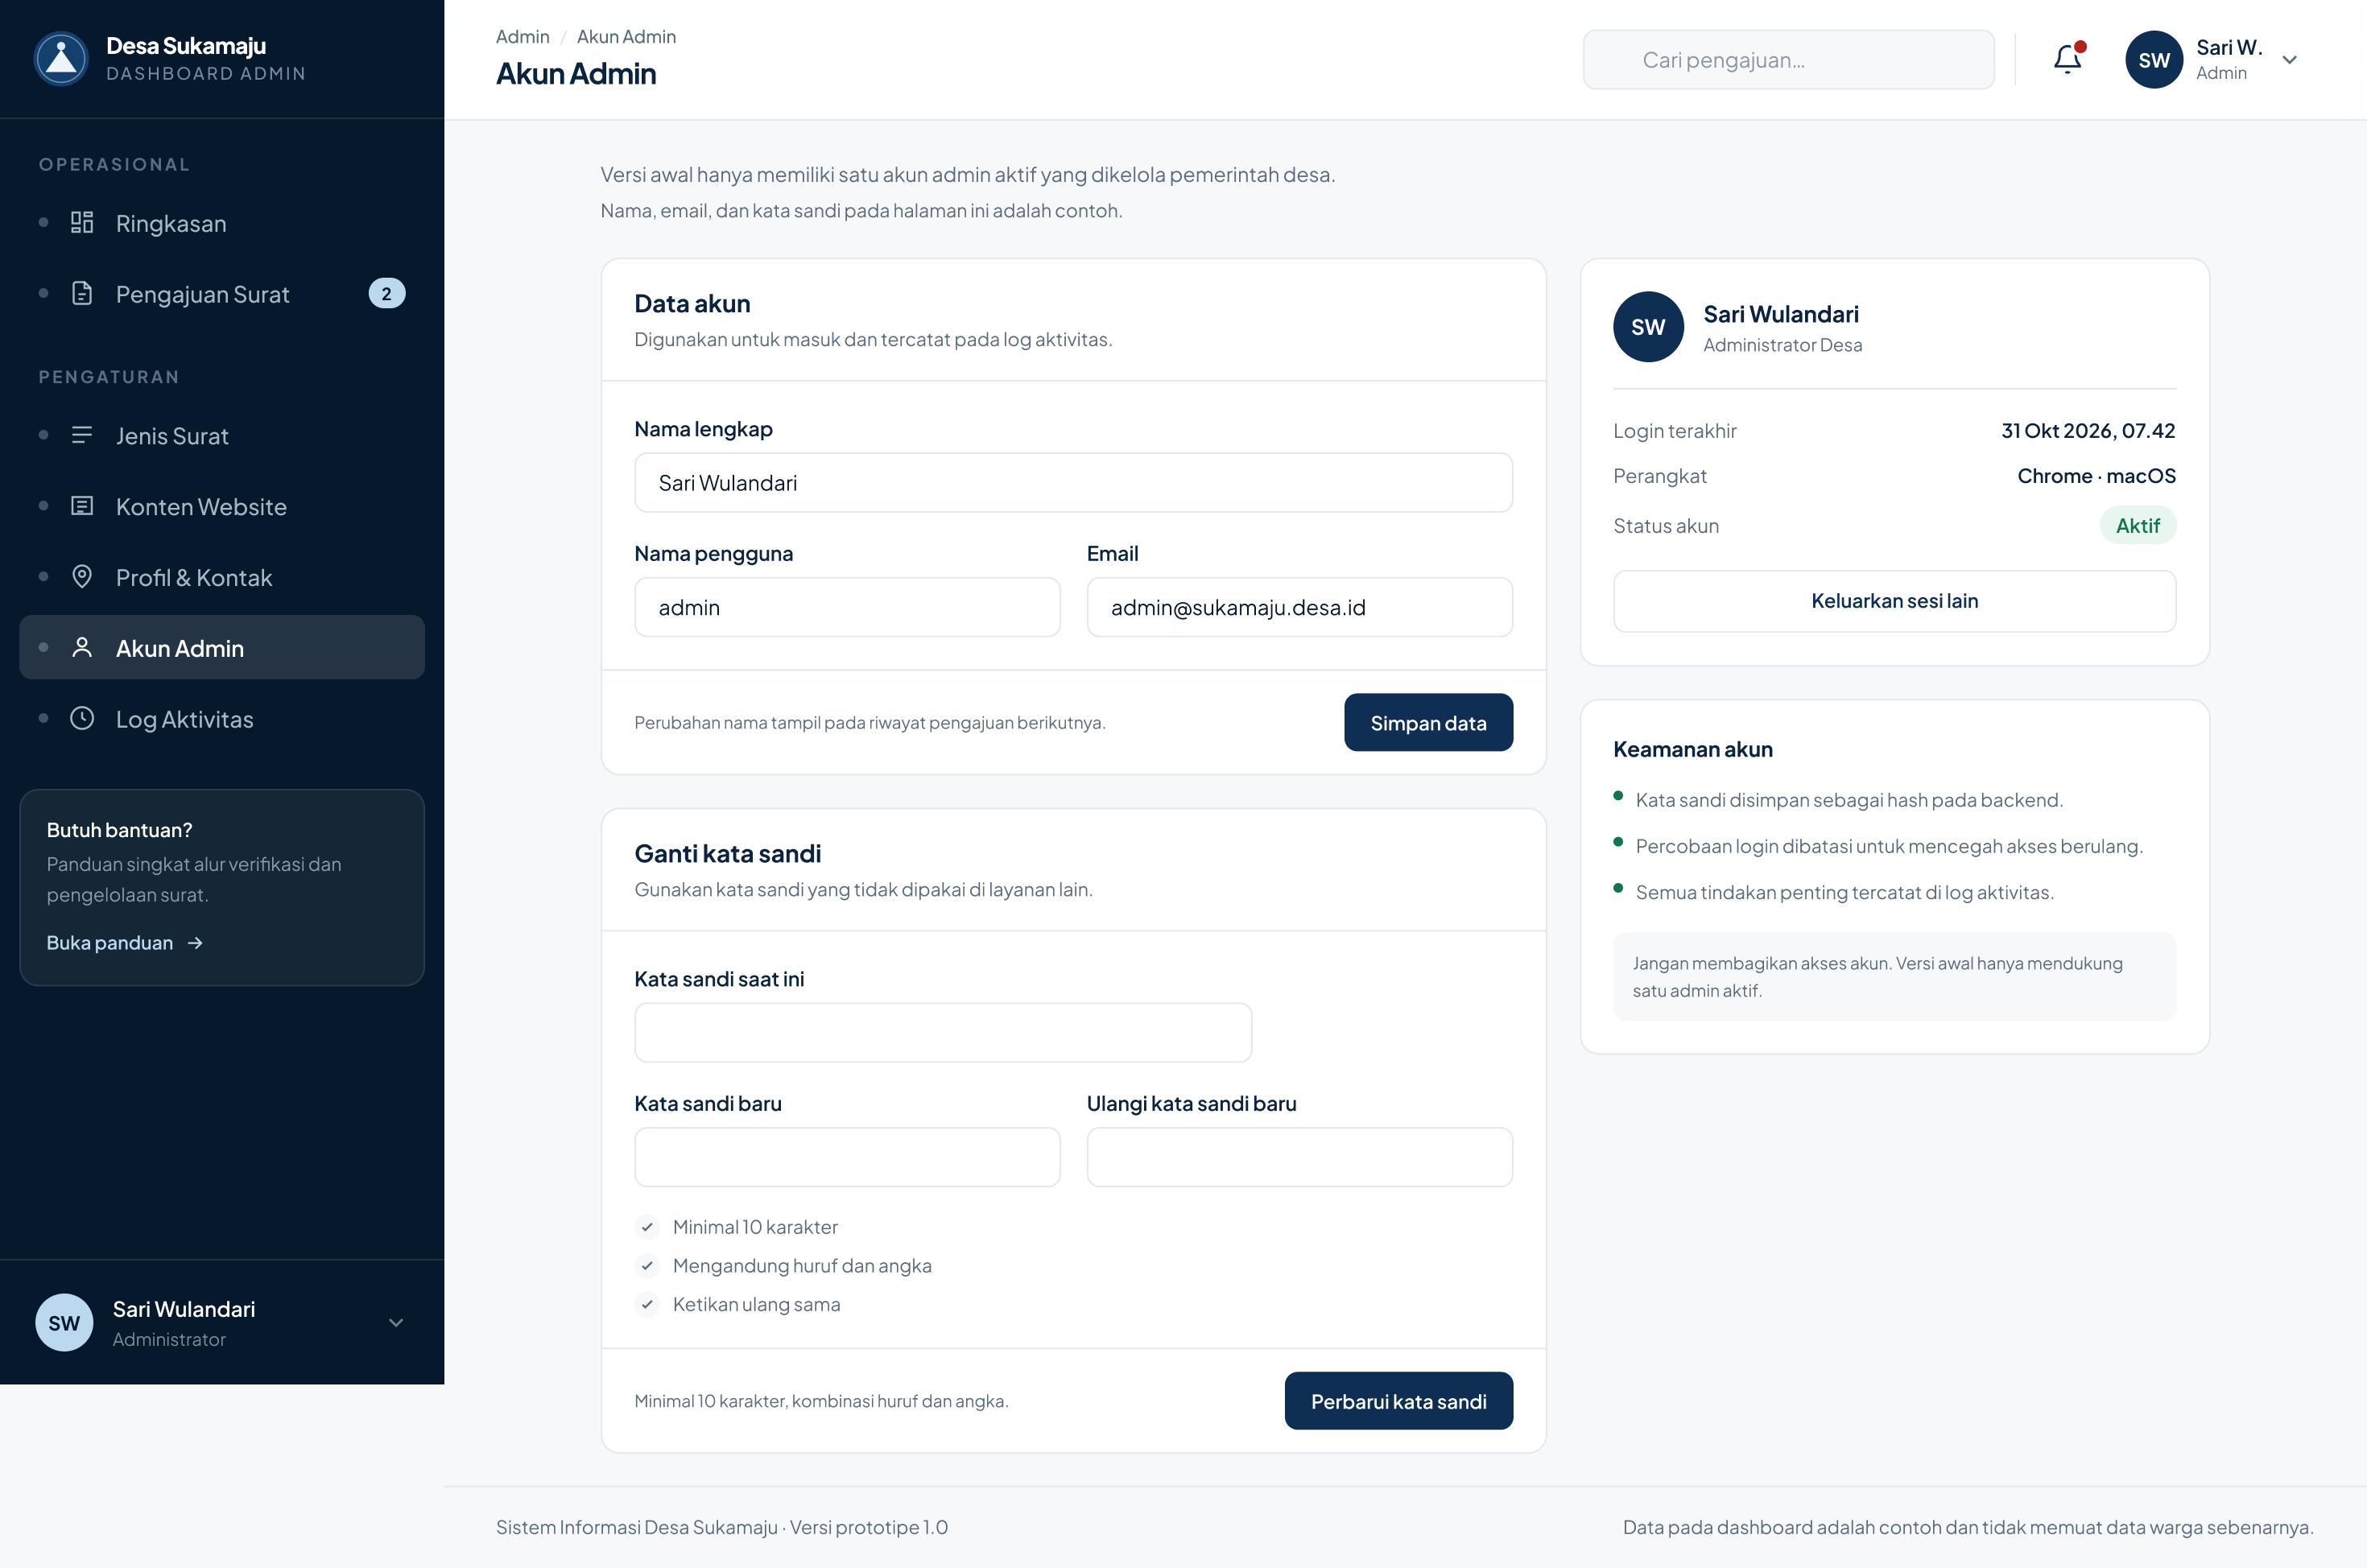 Desa Sukamaju
DASHBOARD ADMIN
OPERASIONAL
Ringkasan
Pengajuan Surat 2
PENGATURAN
Jenis Surat
Konten Website
Profil & Kontak
Akun Admin
Log Aktivitas
Butuh bantuan?
Panduan singkat alur verifikasi dan
pengelolaan surat.
Buka panduan →
SW
Sari Wulandari
Administrator
Admin / Akun Admin
Akun Admin
Cari pengajuan...
SW
Sari W.
Admin
Versi awal hanya memiliki satu akun admin aktif yang dikelola pemerintah desa.
Nama, email, dan kata sandi pada halaman ini adalah contoh.
Data akun
Digunakan untuk masuk dan tercatat pada log aktivitas.
Nama lengkap
Sari Wulandari
Nama pengguna
admin
Email
admin@sukamaju.desa.id
Perubahan nama tampil pada riwayat pengajuan berikutnya.
Simpan data
Ganti kata sandi
Gunakan kata sandi yang tidak dipakai di layanan lain.
Kata sandi saat ini
Kata sandi baru
Ulangi kata sandi baru
Minimal 10 karakter
Mengandung huruf dan angka
Ketikan ulang sama
Minimal 10 karakter, kombinasi huruf dan angka.
Perbarui kata sandi
SW
Sari Wulandari
Administrator Desa
Login terakhir 31 Okt 2026, 07.42
Perangkat Chrome · macOS
Status akun Aktif
Keluarkan sesi lain
Keamanan akun
Kata sandi disimpan sebagai hash pada backend.
Percobaan login dibatasi untuk mencegah akses berulang.
Semua tindakan penting tercatat di log aktivitas.
Jangan membagikan akses akun. Versi awal hanya mendukung
satu admin aktif.
Sistem Informasi Desa Sukamaju · Versi prototipe 1.0
Data pada dashboard adalah contoh dan tidak memuat data warga sebenarnya.